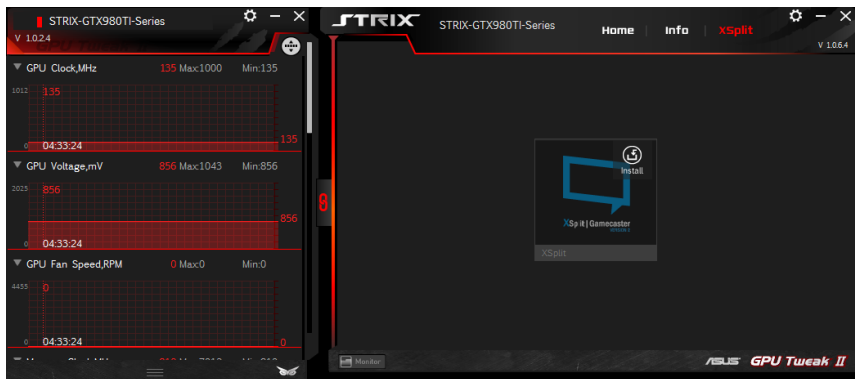 STRIX-GTX980TI-Series
V 1.0.2.4
GPU Clock,MHz 135 Max:1000 Min:135
1012 135
135
0 04:33:24
GPU Voltage,mV 856 Max:1043 Min:856
2025 856
856
0 04:33:24
GPU Fan Speed,RPM 0 Max:0 Min:0
4455 0
0 04:33:24 0
STRIX
STRIX-GTX980TI-Series
Home Info XSplit
V 1.0.6.4
Install
XSplit | Gamecaster
VERSION 2
XSplit
Monitor
ASUS GPU Tweak II